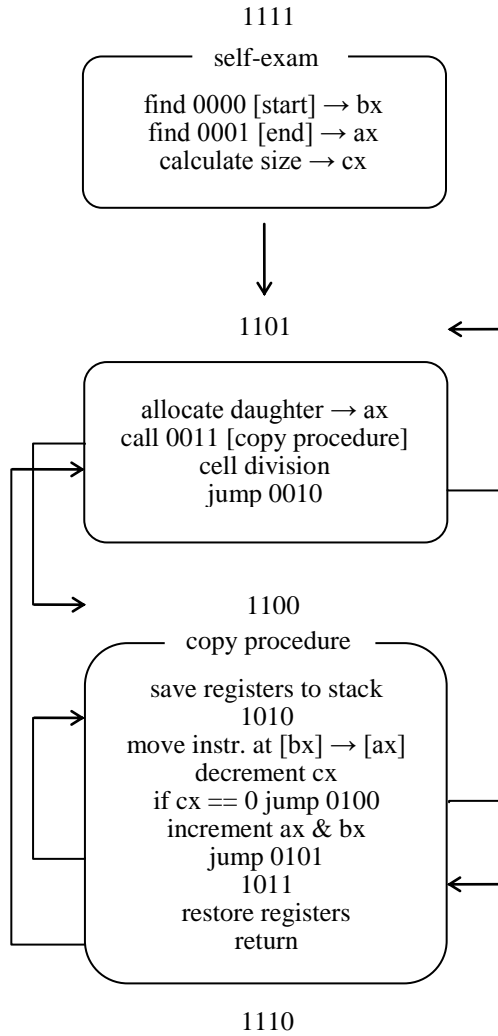 1111
self-exam
find 0000 [start] → bx
find 0001 [end] → ax
calculate size → cx
1101
allocate daughter → ax
call 0011 [copy procedure]
cell division
jump 0010
1100
copy procedure
save registers to stack
1010
move instr. at [bx] → [ax]
decrement cx
if cx == 0 jump 0100
increment ax & bx
jump 0101
1011
restore registers
return
1110